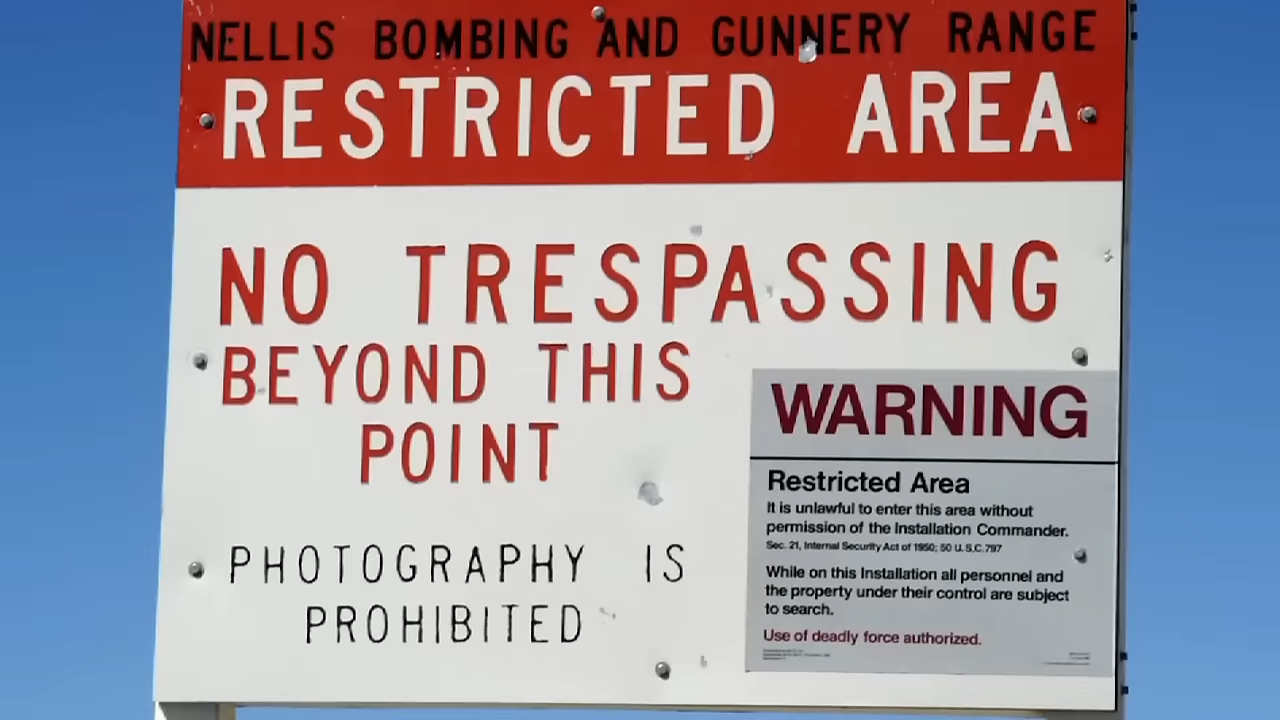 NELLIS BOMBING AND GUNNERY RANGE
RESTRICTED AREA
NO TRESPASSING
BEYOND THIS
POINT
PHOTOGRAPHY IS
PROHIBITED
WARNING
Restricted Area
It is unlawful to enter this area without
permission of the Installation Commander.
Sec. 21, Internal Security Act of 1950; 50 U.S.C. 797
While on this Installation all personnel and
the property under their control are subject
to search.
Use of deadly force authorized.